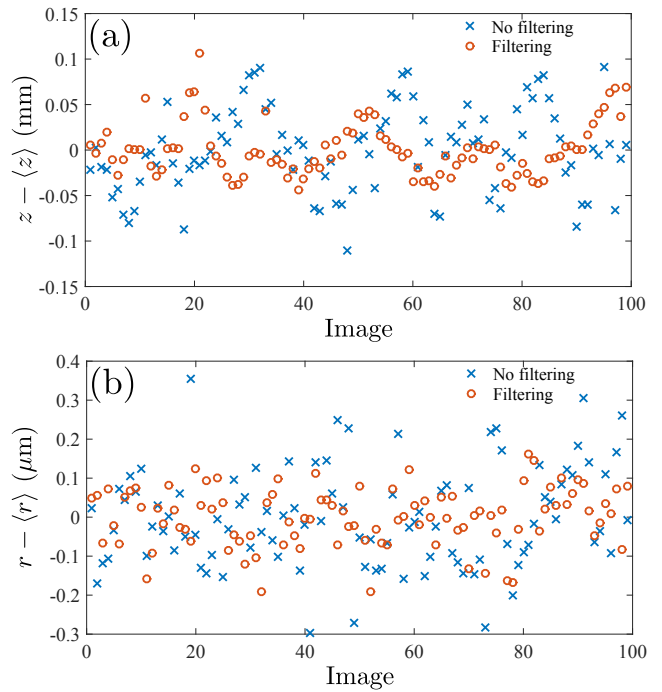 (a)
No filtering
Filtering
0.15
0.1
0.05
0
-0.05
-0.1
-0.15
z − ⟨z⟩ (mm)
0 20 40 60 80 100
Image
(b)
No filtering
Filtering
0.4
0.3
0.2
0.1
0
-0.1
-0.2
-0.3
r − ⟨r⟩ (μm)
0 20 40 60 80 100
Image